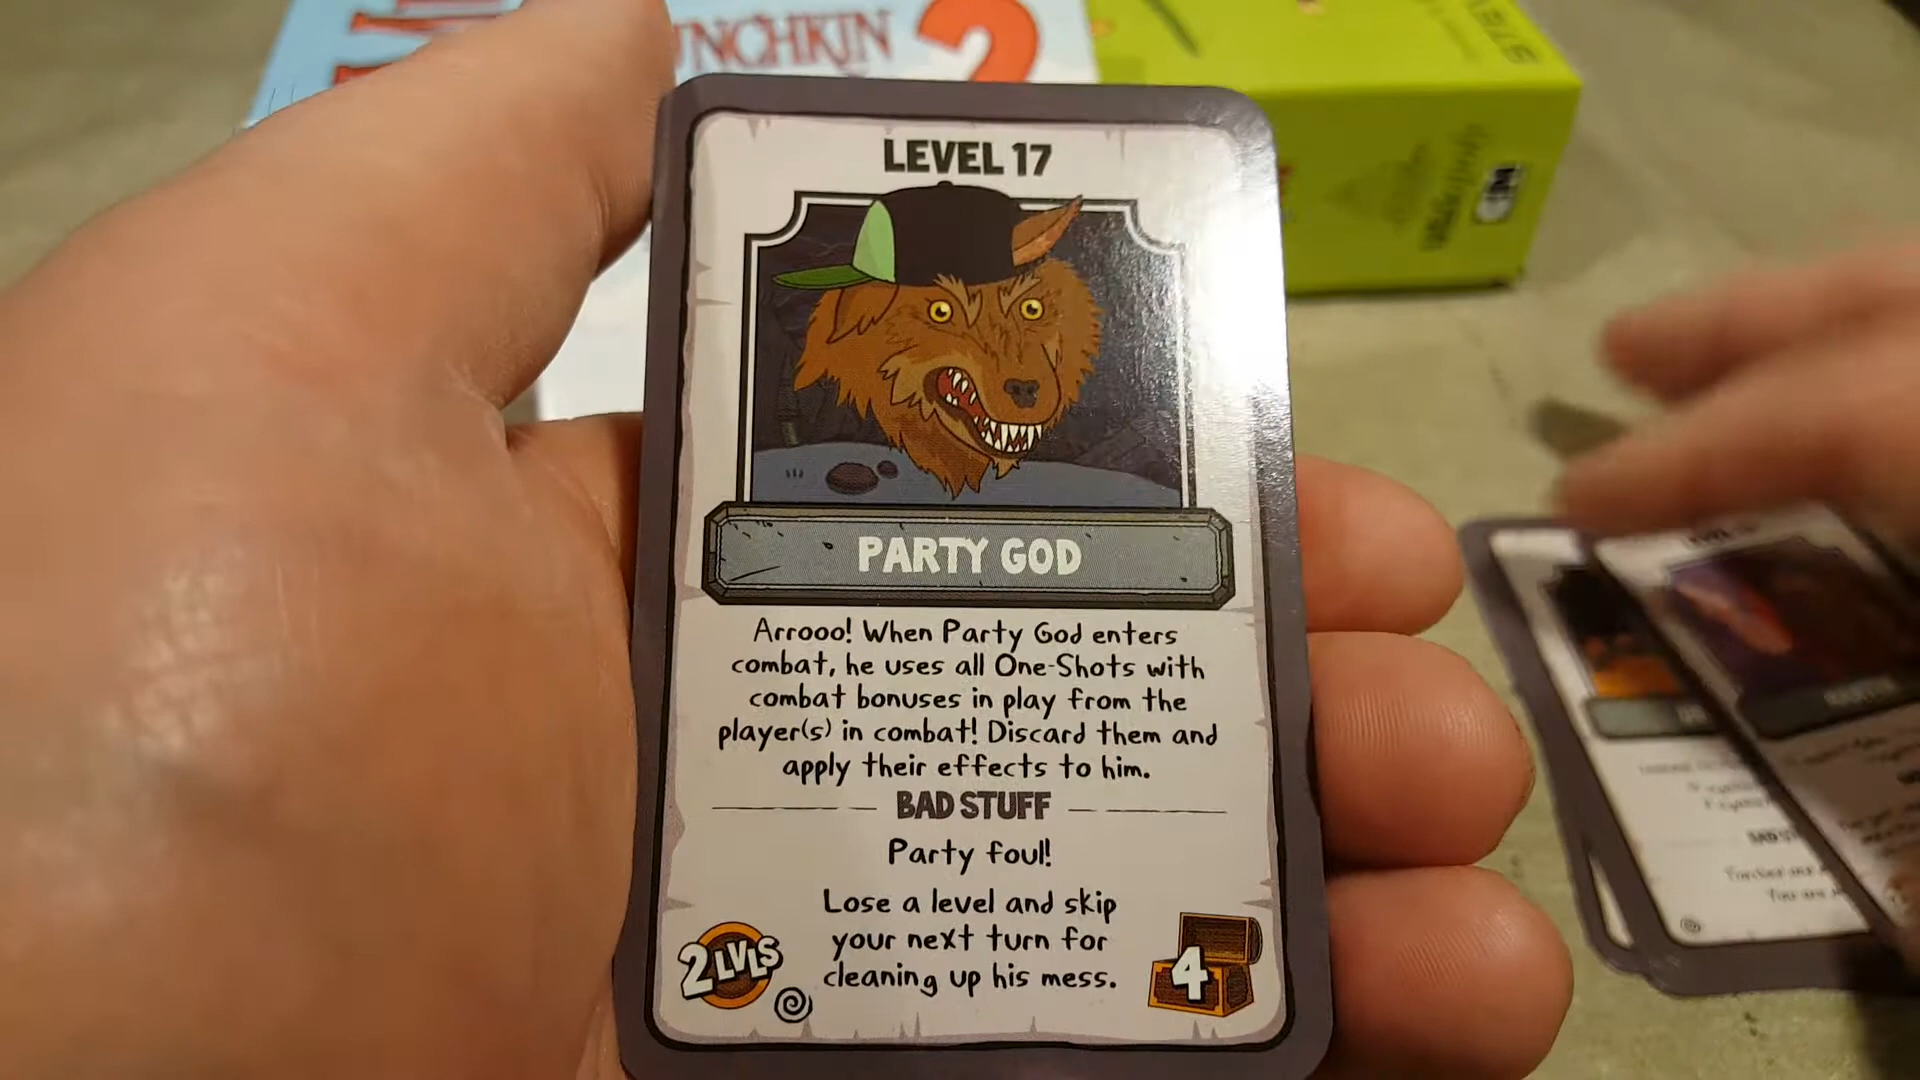 UNCHKIN
2
LEVEL 17
PARTY GOD
Arrooo! When Party God enters
combat, he uses all One-Shots with
combat bonuses in play from the
player(s) in combat! Discard them and
apply their effects to him.
BAD STUFF
Party foul!
Lose a level and skip
your next turn for
cleaning up his mess.
2 LVLS
4